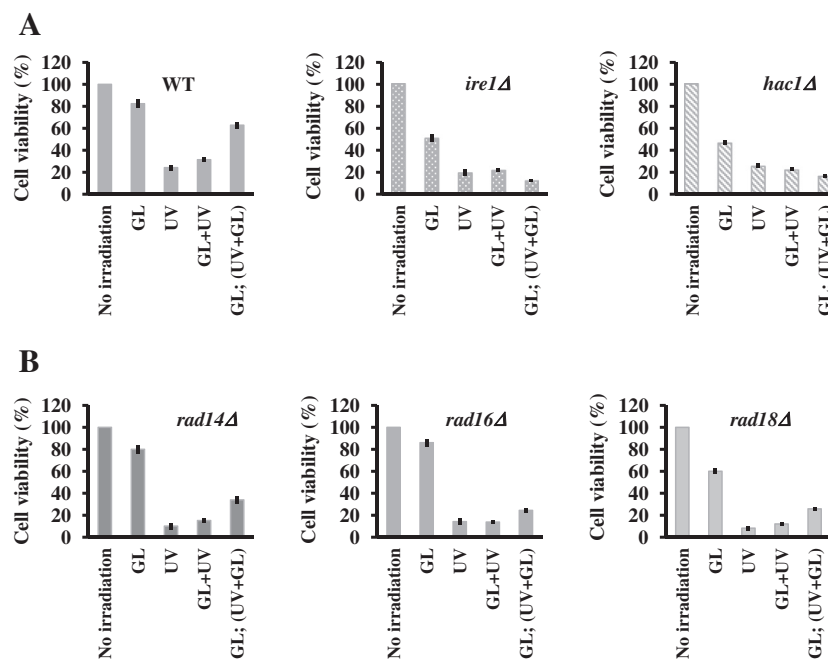 A
Cell viability (%)
120
100
80
60
40
20
0
WT
No irradiation
GL
UV
GL+UV
GL; (UV+GL)
Cell viability (%)
120
100
80
60
40
20
0
ire1Δ
No irradiation
GL
UV
GL+UV
GL; (UV+GL)
Cell viability (%)
120
100
80
60
40
20
0
hac1Δ
No irradiation
GL
UV
GL+UV
GL; (UV+GL)
B
Cell viability (%)
120
100
80
60
40
20
0
rad14Δ
No irradiation
GL
UV
GL+UV
GL; (UV+GL)
Cell viability (%)
120
100
80
60
40
20
0
rad16Δ
No irradiation
GL
UV
GL+UV
GL; (UV+GL)
Cell viability (%)
120
100
80
60
40
20
0
rad18Δ
No irradiation
GL
UV
GL+UV
GL; (UV+GL)